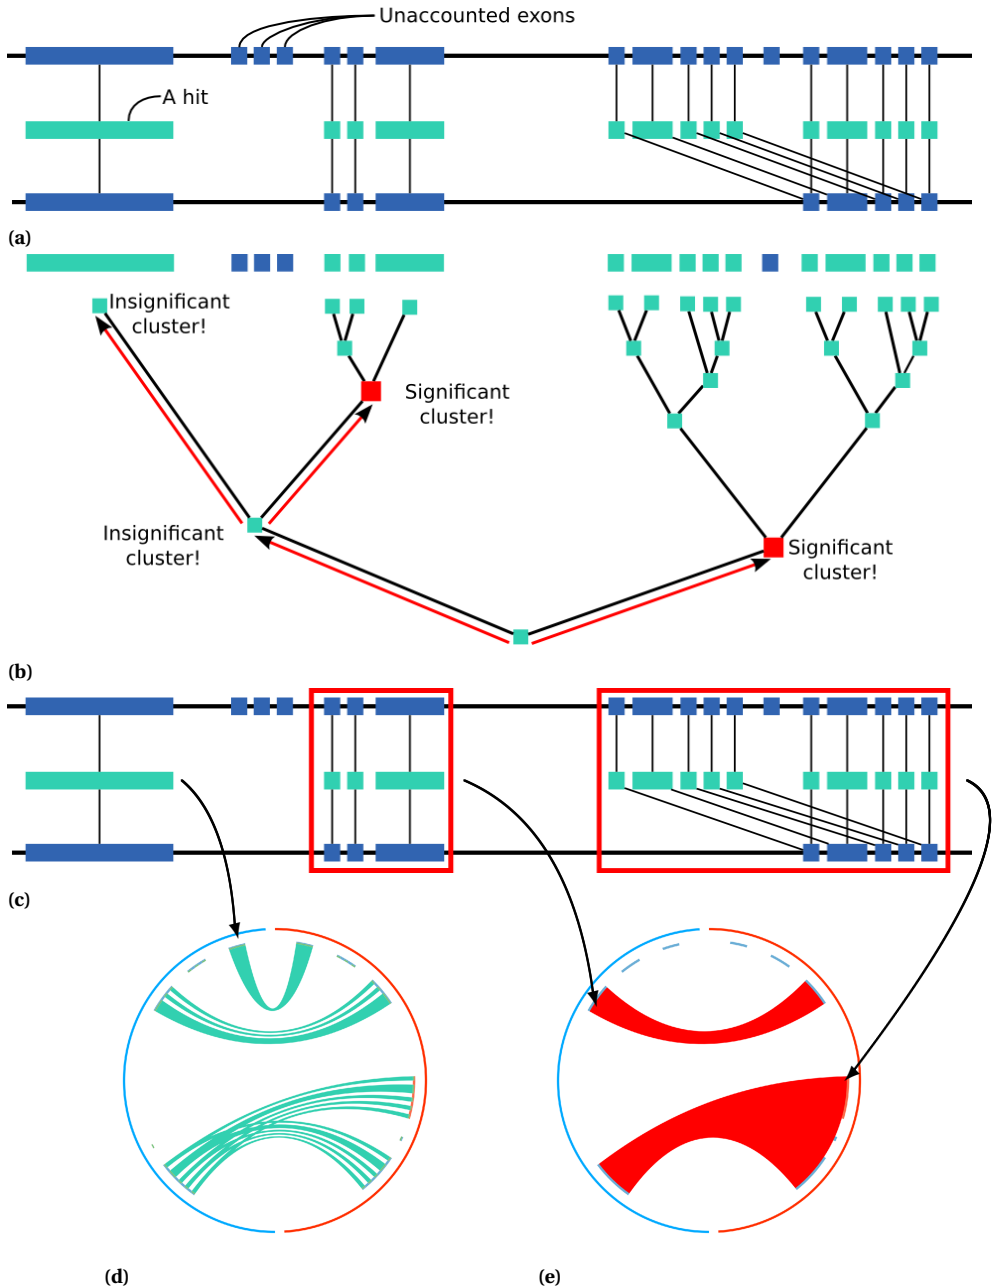 Unaccounted exons
A hit
(a)
Insignificant
cluster!
Significant
cluster!
Insignificant
cluster!
Significant
cluster!
(b)
(c)
(d)
(e)